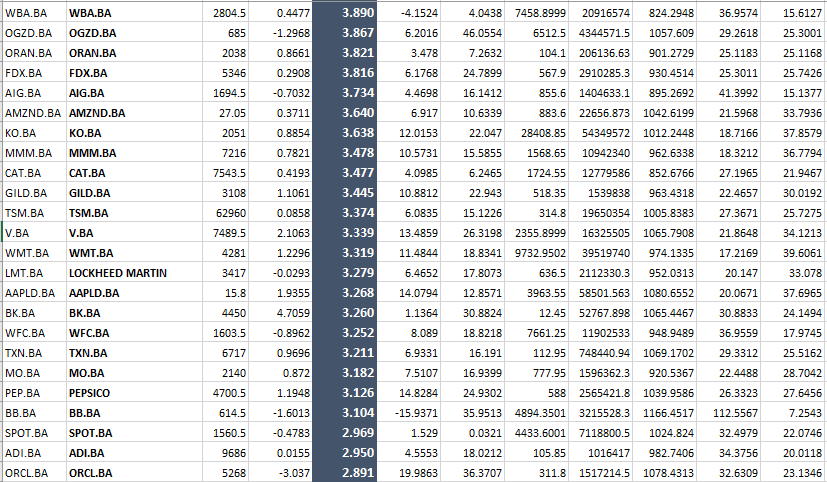 WBA.BA WBA.BA 2804.5 0.4477 3.890 -4.1524 4.0438 7458.8999 20916574 824.2948 36.9574 15.6127
OGZD.BA OGZD.BA 685 -1.2968 3.867 6.2016 46.0554 6512.5 4344571.5 1057.609 29.2618 25.3001
ORAN.BA ORAN.BA 2038 0.8661 3.821 3.478 7.2632 104.1 206136.63 901.2729 25.1183 25.1168
FDX.BA FDX.BA 5346 0.2908 3.816 6.1768 24.7899 567.9 2910285.3 930.4514 25.3011 25.7426
AIG.BA AIG.BA 1694.5 -0.7032 3.734 4.4698 16.1412 855.6 1404633.1 895.2692 41.3992 15.1377
AMZND.BA AMZND.BA 27.05 0.3711 3.640 6.917 10.6339 883.6 22656.873 1042.6199 21.5968 33.7936
KO.BA KO.BA 2051 0.8854 3.638 12.0153 22.047 28408.85 54349572 1012.2448 18.7166 37.8579
MMM.BA MMM.BA 7216 0.7821 3.478 10.5731 15.5855 1568.65 10942340 962.6338 18.3212 36.7794
CAT.BA CAT.BA 7543.5 0.4193 3.477 4.0985 6.2465 1724.55 12779586 852.6766 27.1965 21.9467
GILD.BA GILD.BA 3108 1.1061 3.445 10.8812 22.943 518.35 1539838 963.4318 22.4657 30.0192
TSM.BA TSM.BA 62960 0.0858 3.374 6.0835 15.1226 314.8 19650354 1005.8383 27.3671 25.7275
V.BA V.BA 7489.5 2.1063 3.339 13.4859 26.3198 2355.8999 16325505 1065.7908 21.8648 34.1213
WMT.BA WMT.BA 4281 1.2296 3.319 11.4844 18.8341 9732.9502 39519740 974.1335 17.2169 39.6061
LMT.BA LOCKHEED MARTIN 3417 -0.0293 3.279 6.4652 17.8073 636.5 2112330.3 952.0313 20.147 33.078
AAPLD.BA AAPLD.BA 15.8 1.9355 3.268 14.0794 12.8571 3963.55 58501.563 1080.6552 20.0671 37.6965
BK.BA BK.BA 4450 4.7059 3.260 1.1364 30.8824 12.45 52767.898 1065.4467 30.8833 24.1494
WFC.BA WFC.BA 1603.5 -0.8962 3.252 8.089 18.8218 7661.25 11902533 948.9489 36.9559 17.9745
TXN.BA TXN.BA 6717 0.9696 3.211 6.9331 16.191 112.95 748440.94 1069.1702 29.3312 25.5162
MO.BA MO.BA 2140 0.872 3.182 7.5107 16.9399 777.95 1596362.3 920.5367 22.4488 28.7042
PEP.BA PEPSICO 4700.5 1.1948 3.126 14.8284 24.9302 588 2565421.8 1039.9586 26.3323 27.6456
BB.BA BB.BA 614.5 -1.6013 3.104 -15.9371 35.9513 4894.3501 3215528.3 1166.4517 112.5567 7.2543
SPOT.BA SPOT.BA 1560.5 -0.4783 2.969 1.529 0.0321 4433.6001 7118800.5 1024.824 32.4979 22.0746
ADI.BA ADI.BA 9686 0.0155 2.950 4.5553 18.0212 105.85 1016417 982.7406 34.3756 20.0118
ORCL.BA ORCL.BA 5268 -3.037 2.891 19.9863 36.3707 311.8 1517214.5 1078.4313 32.6309 23.1346